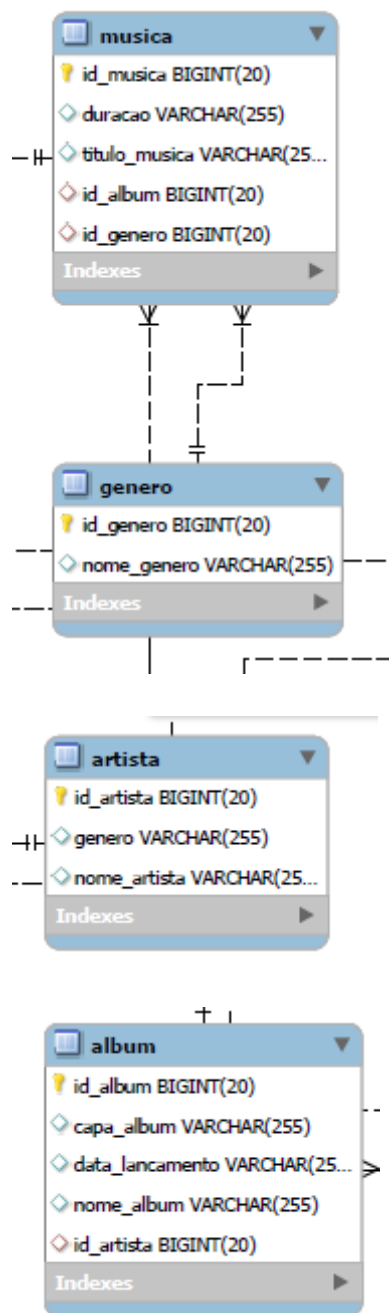 musica
id_musica BIGINT(20)
duracao VARCHAR(255)
titulo_musica VARCHAR(25...
id_album BIGINT(20)
id_genero BIGINT(20)
Indexes
genero
id_genero BIGINT(20)
nome_genero VARCHAR(255)
Indexes
artista
id_artista BIGINT(20)
genero VARCHAR(255)
nome_artista VARCHAR(25...
Indexes
album
id_album BIGINT(20)
capa_album VARCHAR(255)
data_lancamento VARCHAR(25...
nome_album VARCHAR(255)
id_artista BIGINT(20)
Indexes